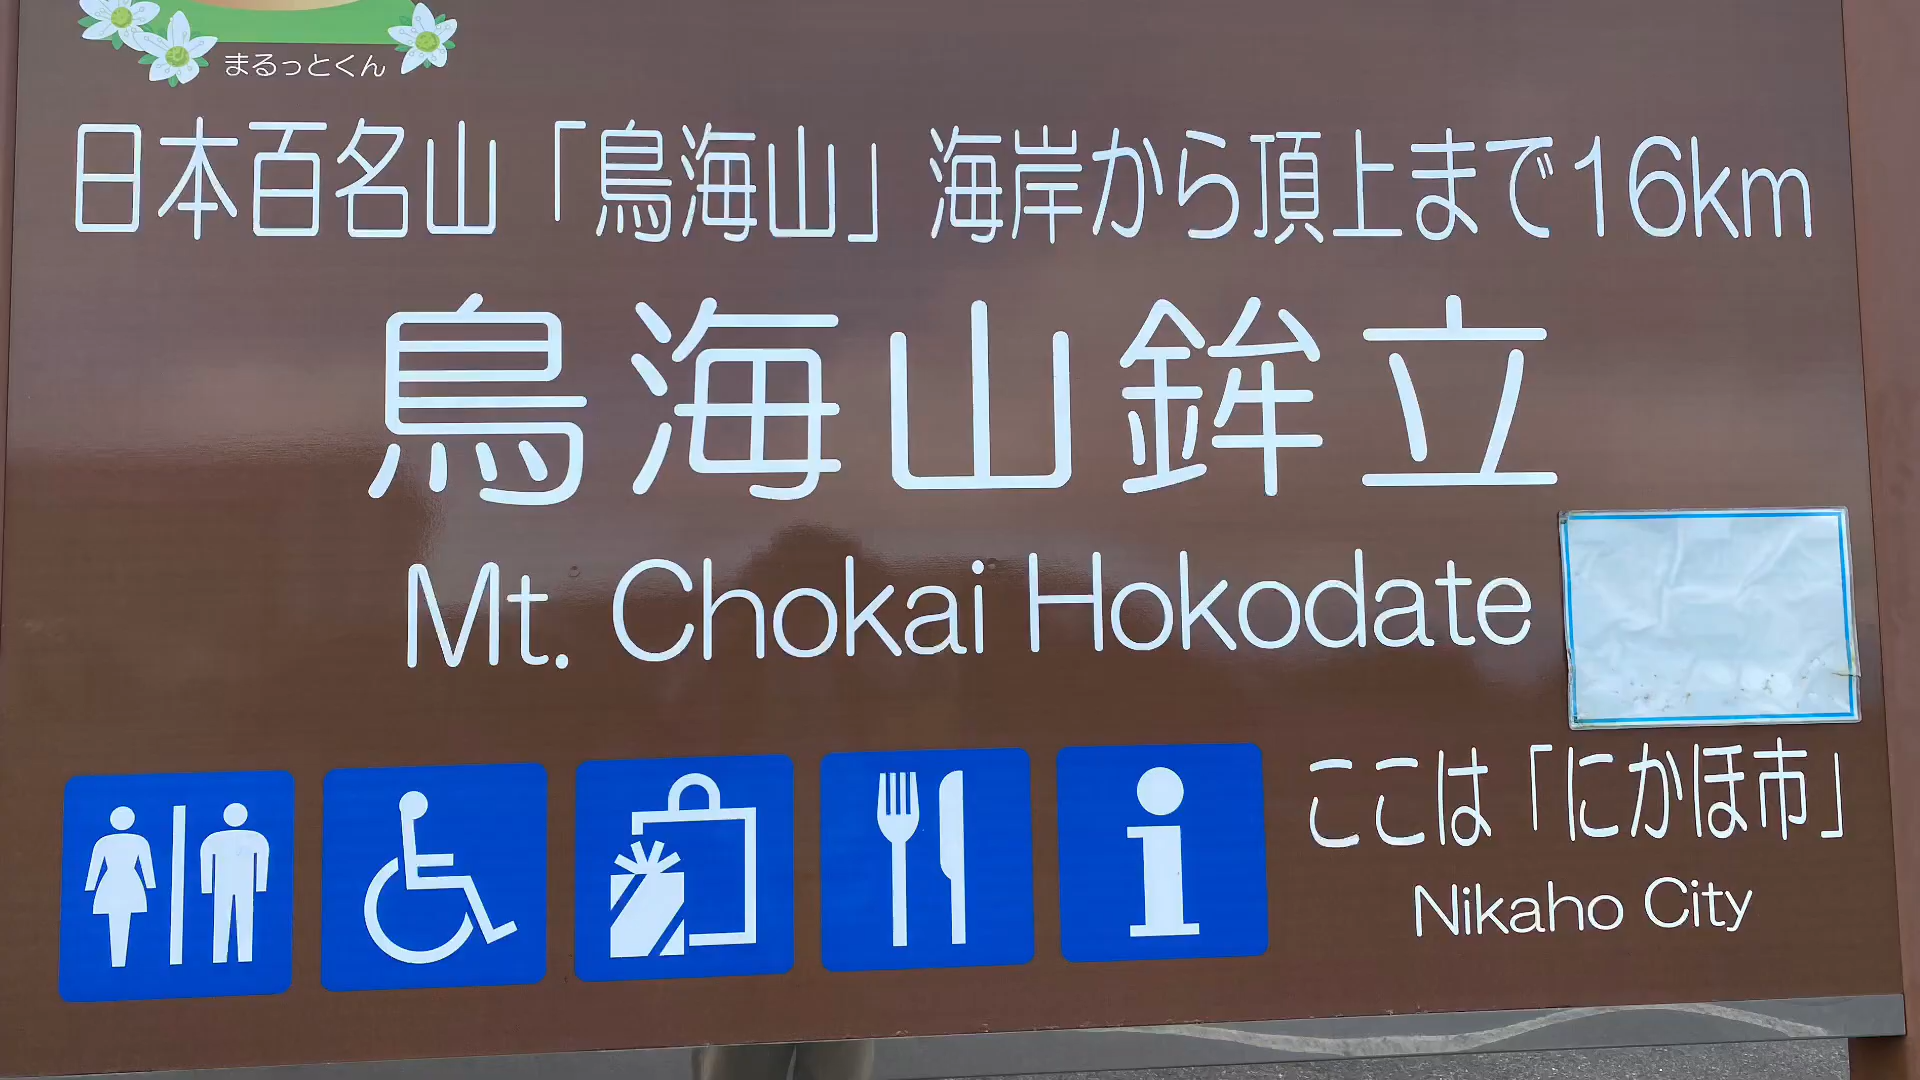 まるっとくん
日本百名山「鳥海山」海岸から頂上まで16km
鳥海山鉾立
Mt. Chokai Hokodate
ここは「にかほ市」
Nikaho City